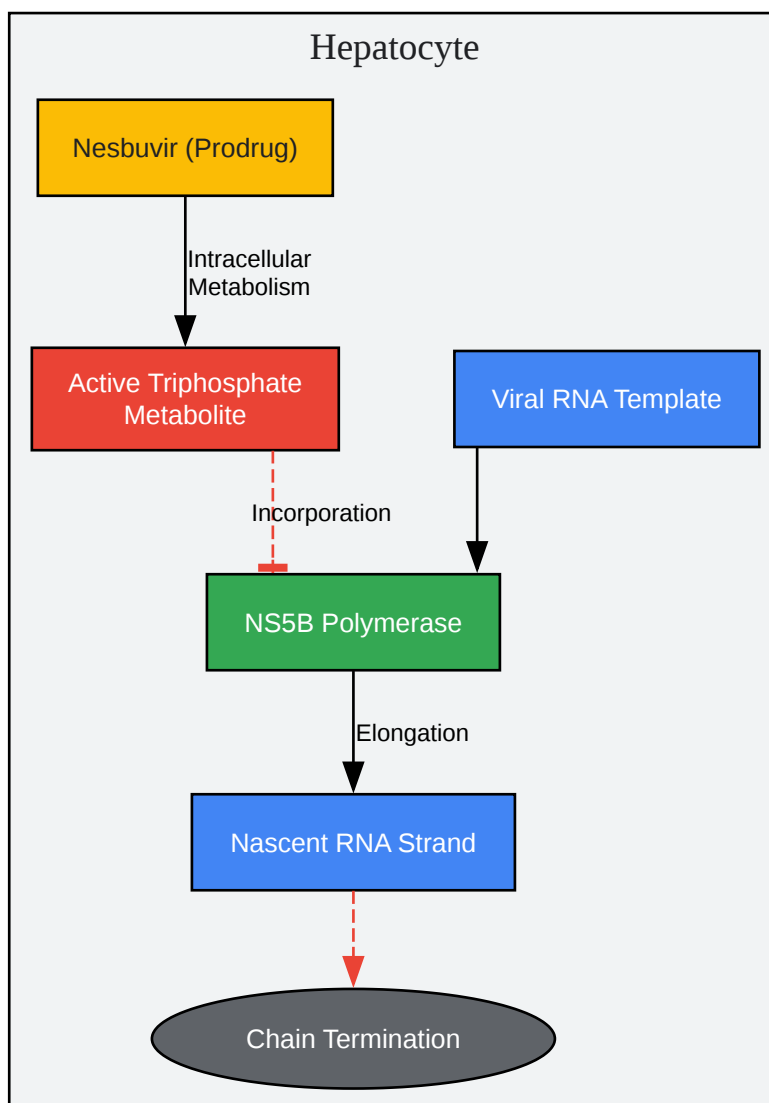 Hepatocyte
Nesbuvir (Prodrug)
Intracellular
Metabolism
Active Triphosphate
Metabolite
Viral RNA Template
Incorporation
NS5B Polymerase
Elongation
Nascent RNA Strand
Chain Termination